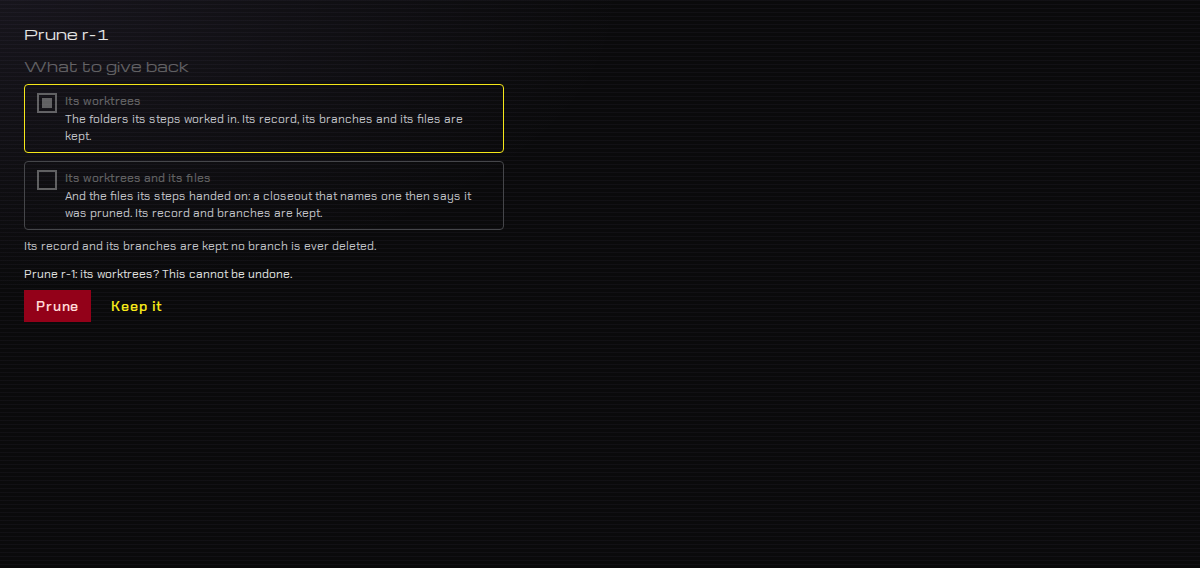 Prune r-1
What to give back
Its worktrees
The folders its steps worked in. Its record, its branches and its files are
kept.
Its worktrees and its files
And the files its steps handed on: a closeout that names one then says it
was pruned. Its record and branches are kept.
Its record and its branches are kept: no branch is ever deleted.
Prune r-1: its worktrees? This cannot be undone.
Prune Keep it